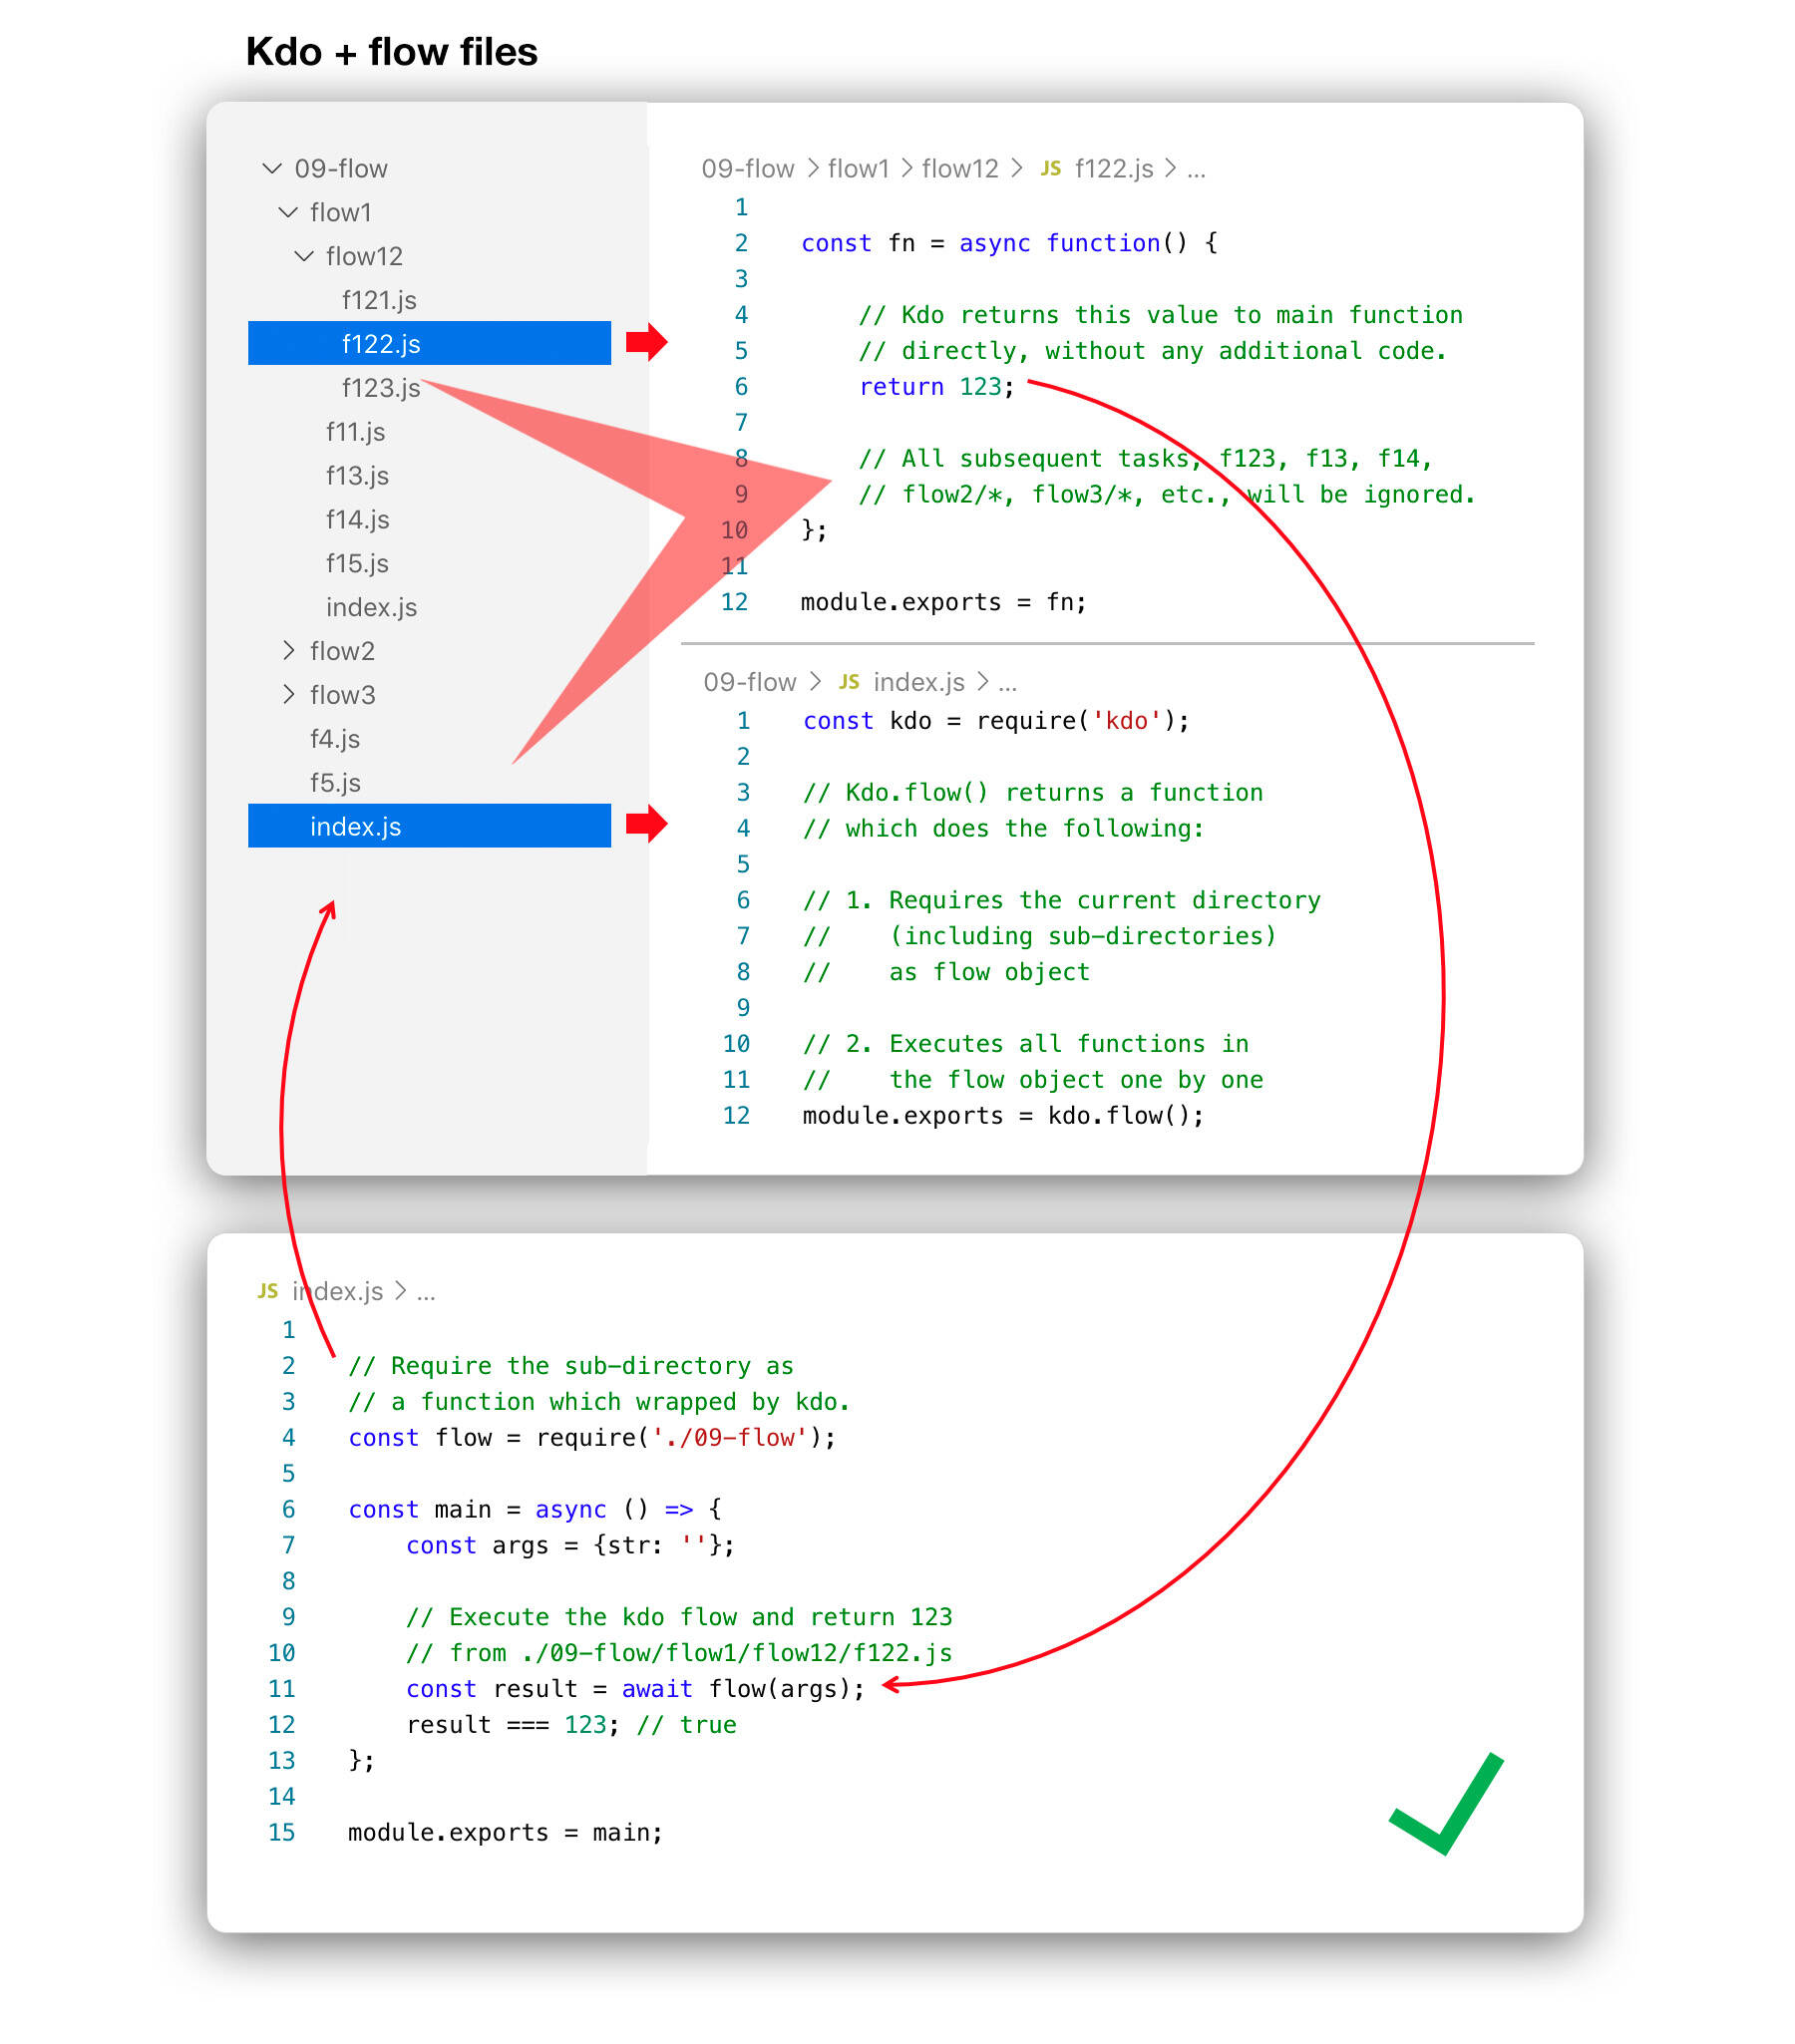 Kdo + flow files
09-flow
flow1
flow12
f121.js
f122.js
f123.js
f11.js
f13.js
f14.js
f15.js
index.js
flow2
flow3
f4.js
f5.js
index.js
09-flow > flow1 > flow12 > JS f122.js > ...
1
2 const fn = async function() {
3
4 // Kdo returns this value to main function
5 // directly, without any additional code.
6 return 123;
7
8 // All subsequent tasks, f123, f13, f14,
9 // flow2/*, flow3/*, etc., will be ignored.
10 };
11
12 module.exports = fn;
09-flow > JS index.js > ...
1 const kdo = require('kdo');
2
3 // Kdo.flow() returns a function
4 // which does the following:
5
6 // 1. Requires the current directory
7 // (including sub-directories)
8 // as flow object
9
10 // 2. Executes all functions in
11 // the flow object one by one
12 module.exports = kdo.flow();
JS index.js > ...
1
2 // Require the sub-directory as
3 // a function which wrapped by kdo.
4 const flow = require('./09-flow');
5
6 const main = async () => {
7 const args = {str: ''};
8
9 // Execute the kdo flow and return 123
10 // from ./09-flow/flow1/flow12/f122.js
11 const result = await flow(args);
12 result === 123; // true
13 };
14
15 module.exports = main;